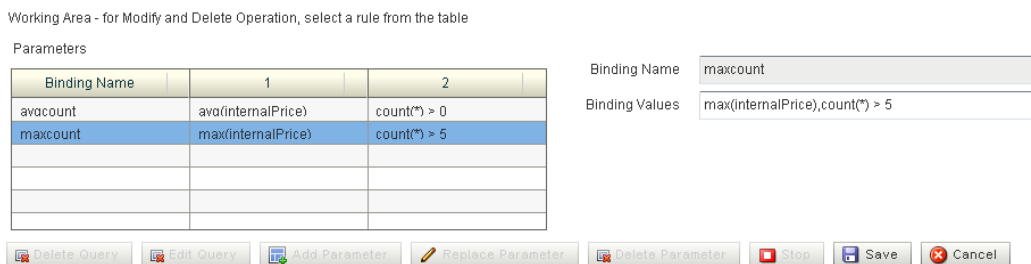 Working Area - for Modify and Delete Operation, select a rule from the table
Parameters
Binding Name 1 2
avgcount avg(internalPrice) count(*) > 0
maxcount max(internalPrice) count(*) > 5
Binding Name maxcount
Binding Values max(internalPrice),count(*) > 5
Delete Query Edit Query Add Parameter Replace Parameter Delete Parameter Stop Save Cancel